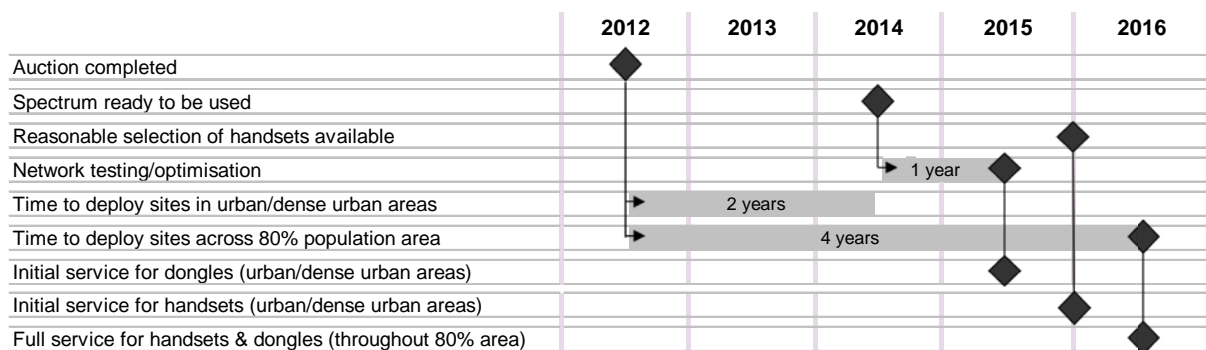 2012 2013 2014 2015 2016
Auction completed
Spectrum ready to be used
Reasonable selection of handsets available
Network testing/optimisation 1 year
Time to deploy sites in urban/dense urban areas 2 years
Time to deploy sites across 80% population area 4 years
Initial service for dongles (urban/dense urban areas)
Initial service for handsets (urban/dense urban areas)
Full service for handsets & dongles (throughout 80% area)